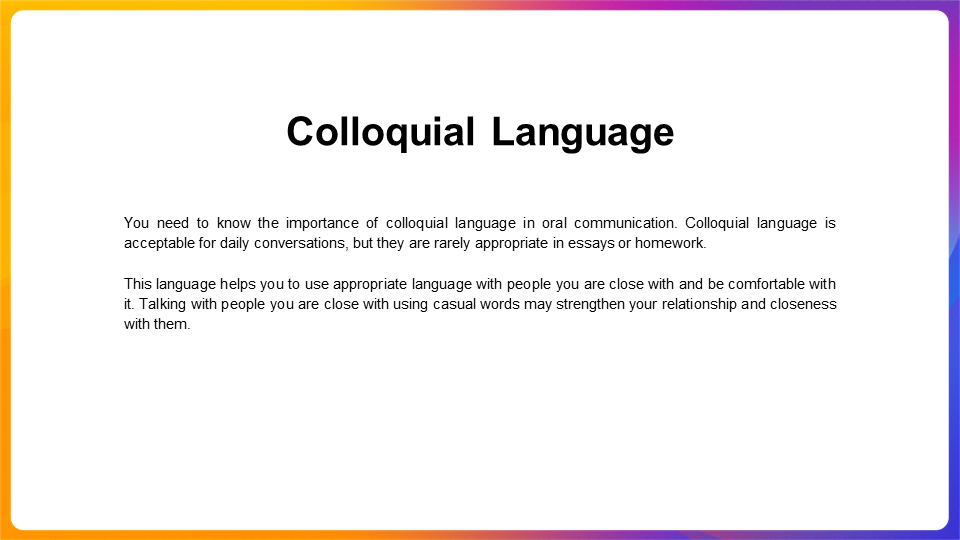 Colloquial Language
You need to know the importance of colloquial language in oral communication. Colloquial language is
acceptable for daily conversations, but they are rarely appropriate in essays or homework.
This language helps you to use appropriate language with people you are close with and be comfortable with
it. Talking with people you are close with using casual words may strengthen your relationship and closeness
with them.